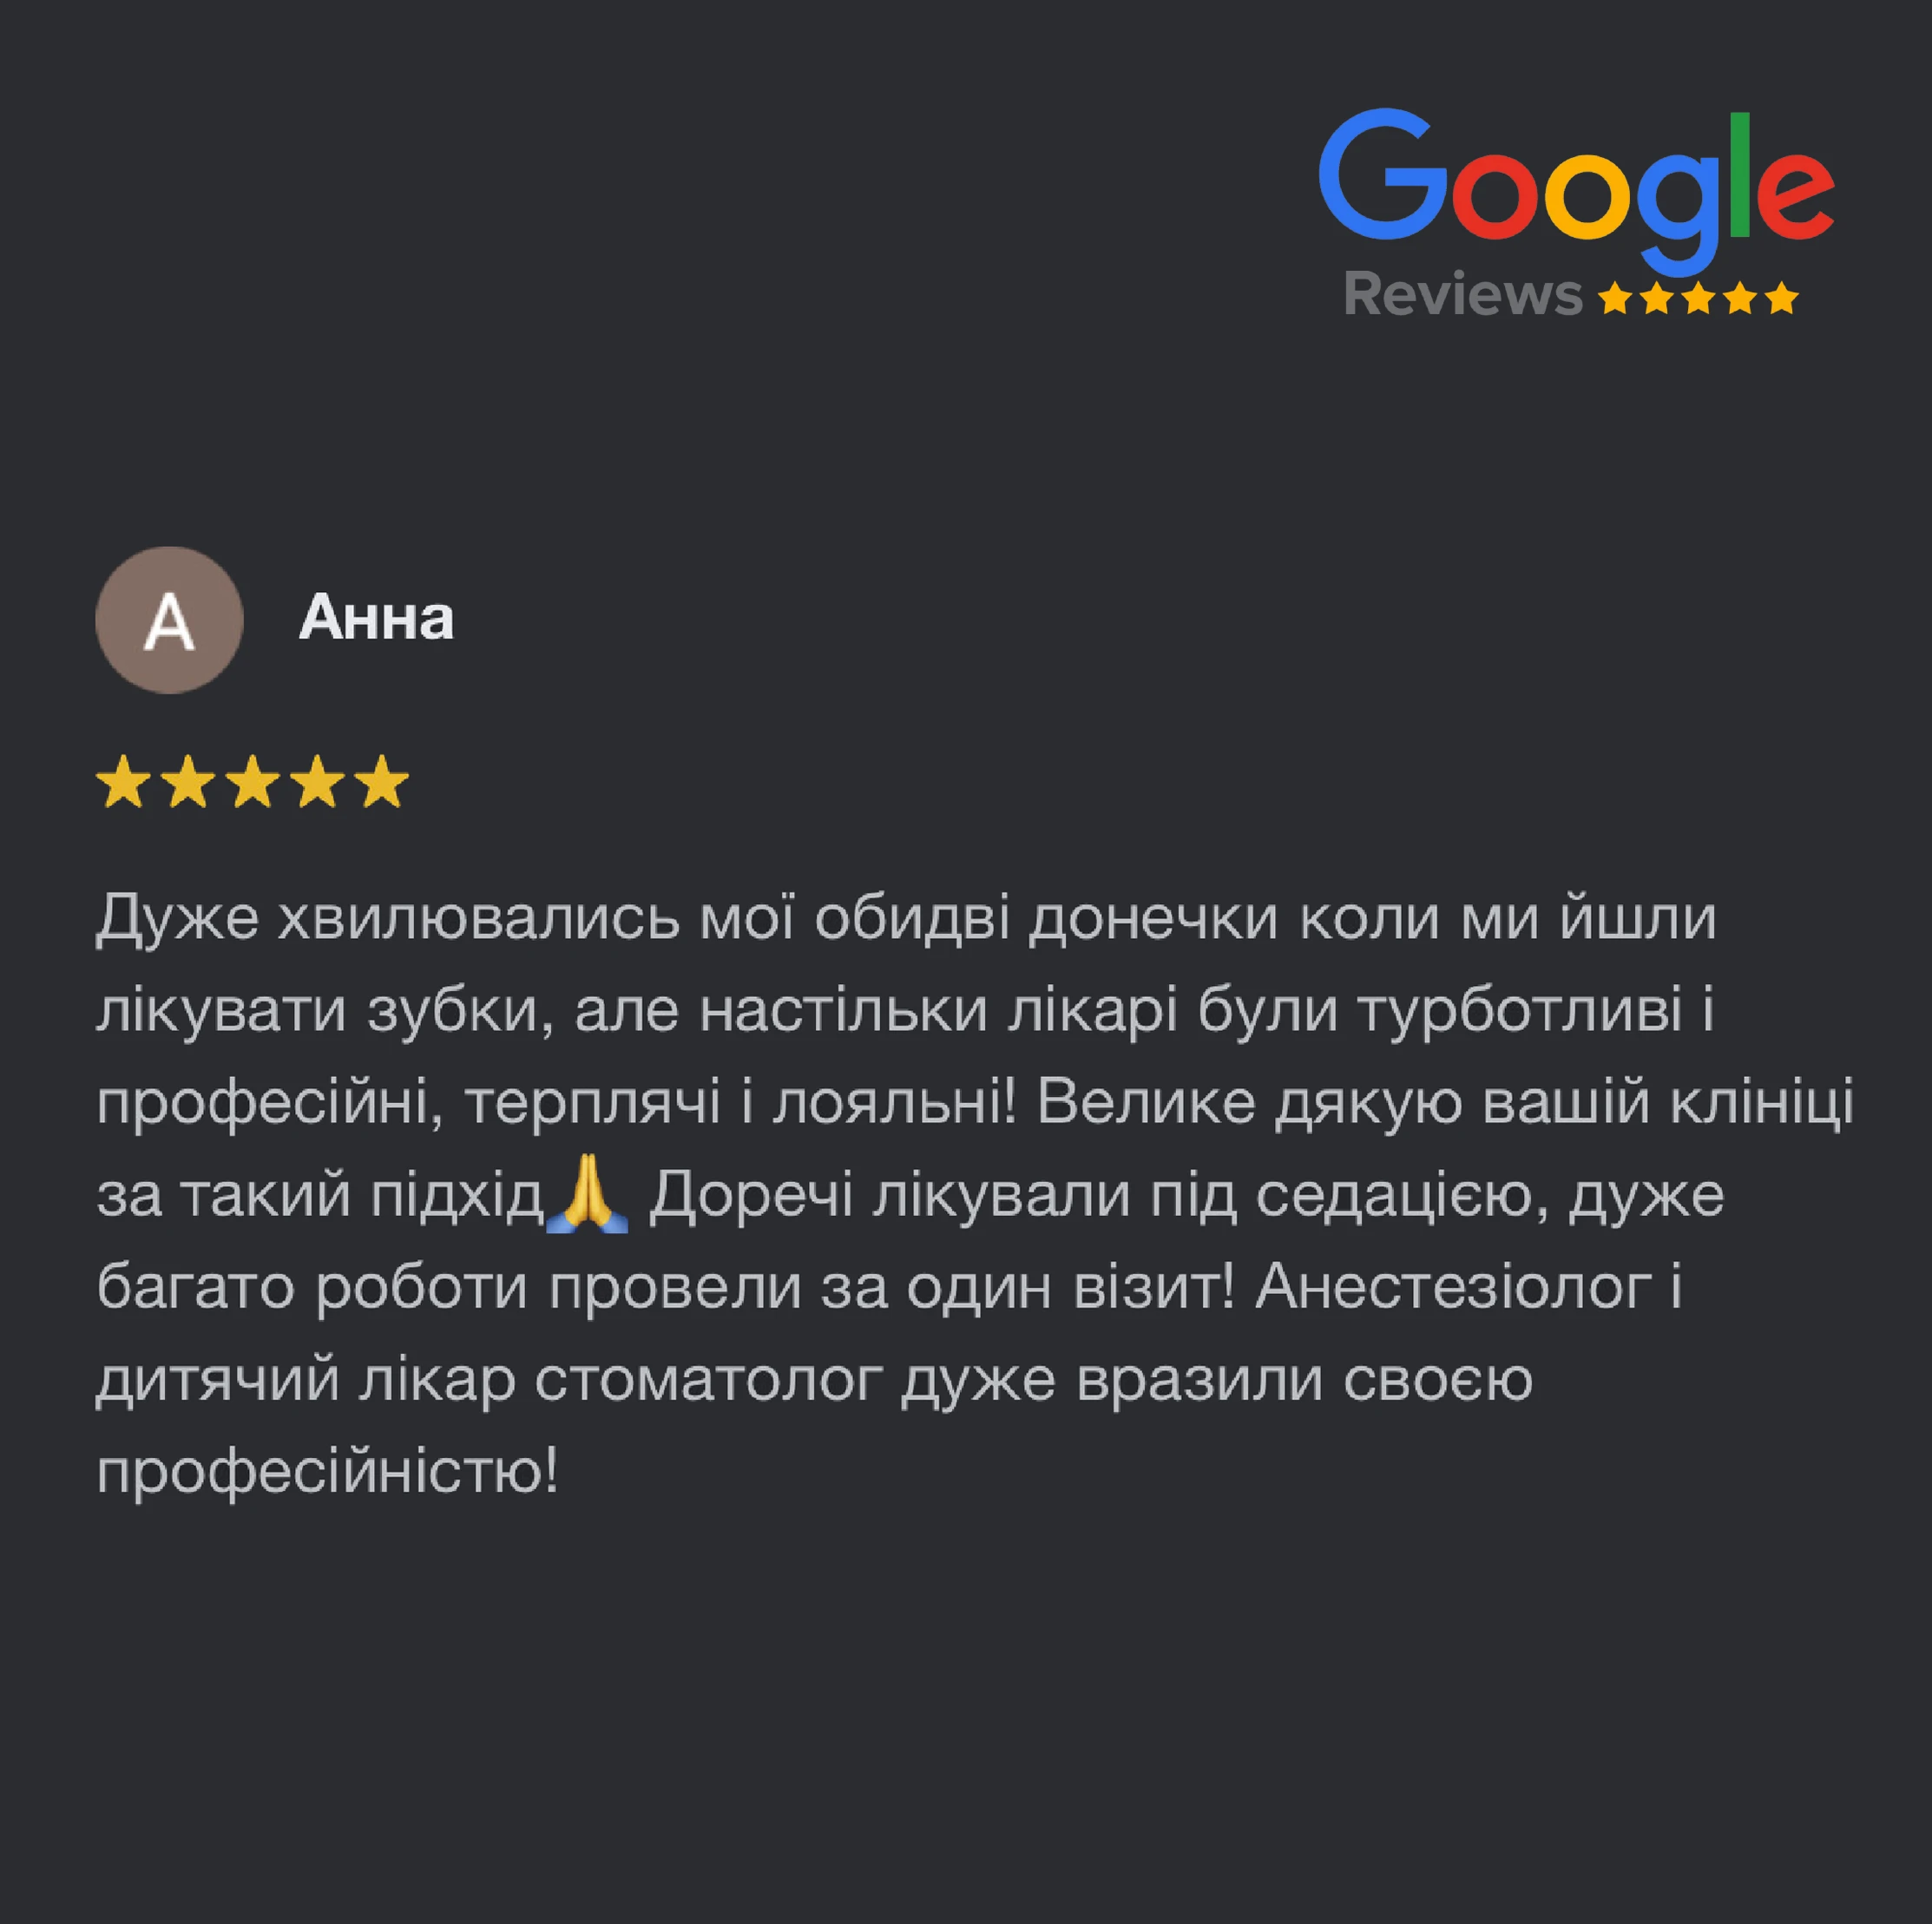 Google
Reviews ★★★★★
А Анна
★★★★★
Дуже хвилювались мої обидві донечки коли ми йшли
лікувати зубки, але настільки лікарі були турботливі і
професійні, терплячі і лояльні! Велике дякую вашій клініці
за такий підхід🙏 Доречі лікували під седацією, дуже
багато роботи провели за один візит! Анестезіолог і
дитячий лікар стоматолог дуже вразили своєю
професійністю!